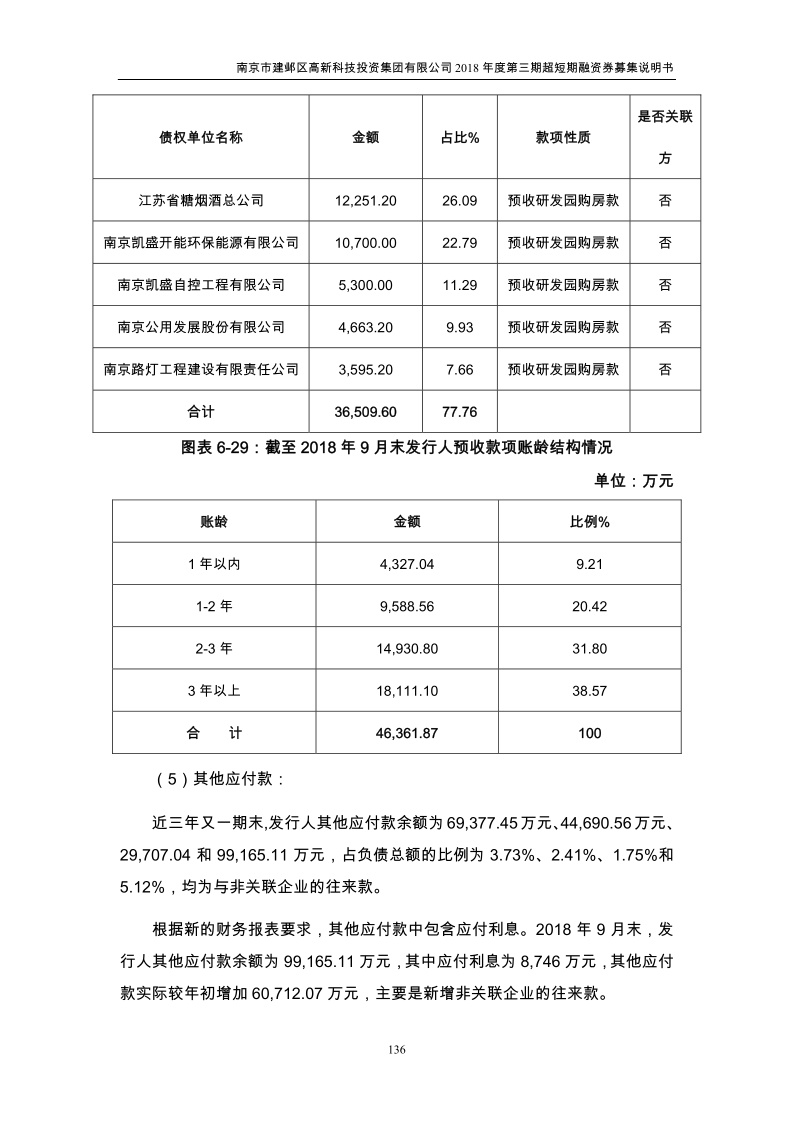 南京市建邺区高新科技投资集团有限公司 2018 年度第三期超短期融资券募集说明书
债权单位名称 金额 占比% 款项性质 是否关联方
江苏省糖烟酒总公司 12,251.20 26.09 预收研发园购房款 否
南京凯盛开能环保能源有限公司 10,700.00 22.79 预收研发园购房款 否
南京凯盛自控工程有限公司 5,300.00 11.29 预收研发园购房款 否
南京公用发展股份有限公司 4,663.20 9.93 预收研发园购房款 否
南京路灯工程建设有限责任公司 3,595.20 7.66 预收研发园购房款 否
合计 36,509.60 77.76
图表 6-29：截至 2018 年 9 月末发行人预收款项账龄结构情况
单位：万元
账龄 金额 比例%
1 年以内 4,327.04 9.21
1-2 年 9,588.56 20.42
2-3 年 14,930.80 31.80
3 年以上 18,111.10 38.57
合 计 46,361.87 100
（5）其他应付款：
近三年又一期末,发行人其他应付款余额为 69,377.45 万元、44,690.56 万元、
29,707.04 和 99,165.11 万元，占负债总额的比例为 3.73%、2.41%、1.75%和
5.12%，均为与非关联企业的往来款。
根据新的财务报表要求，其他应付款中包含应付利息。2018 年 9 月末，发
行人其他应付款余额为 99,165.11 万元，其中应付利息为 8,746 万元，其他应付
款实际较年初增加 60,712.07 万元，主要是新增非关联企业的往来款。
136